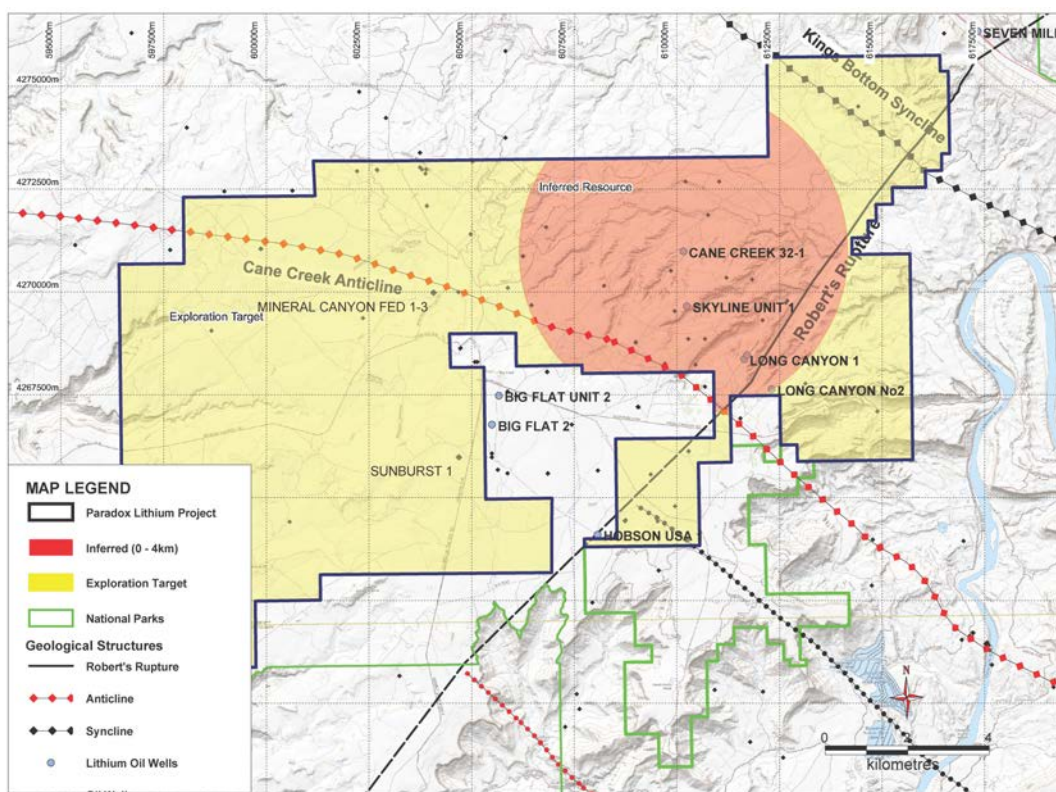 595000m
597500m
600000m
602500m
605000m
607500m
610000m
612500m
615000m
617500m
SEVEN MILE
4275000m
Kings Bottom Syncline
4272500m
Inferred Resource
CANE CREEK 32-1
Robert's Rupture
Cane Creek Anticline
4270000m
MINERAL CANYON FED 1-3
SKYLINE UNIT 1
Exploration Target
LONG CANYON 1
4267500m
LONG CANYON No2
BIG FLAT UNIT 2
BIG FLAT 2
SUNBURST 1
HOBSON USA
MAP LEGEND
Paradox Lithium Project
Inferred (0 - 4km)
Exploration Target
National Parks
Geological Structures
Robert's Rupture
Anticline
Syncline
Lithium Oil Wells
N
0 2 4
kilometres